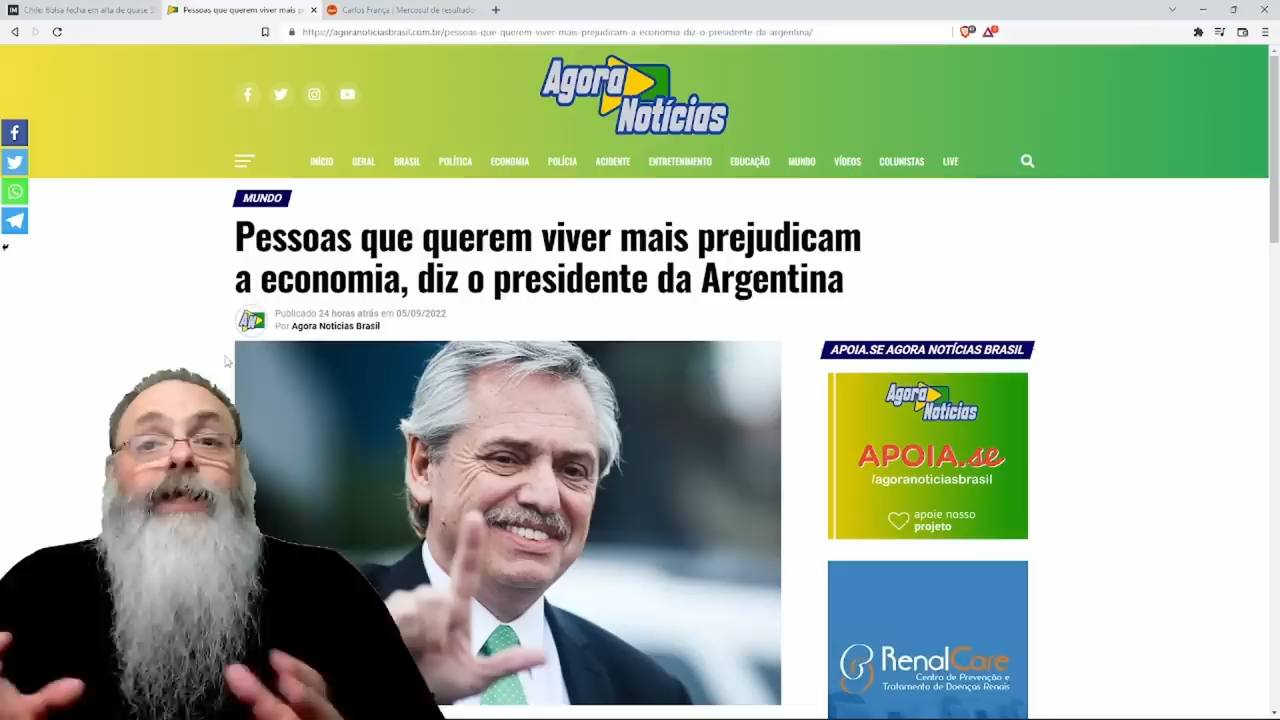 Chile: Bolsa fecha em alta de quase 5
Pessoas que querem viver mais p
Carlos França | Mercosul de resultado
https://agoranoticiasbrasil.com.br/pessoas-que-querem-viver-mais-prejudicam-a-economia-diz-o-presidente-da-argentina/
Agora
Notícias
INÍCIO GERAL BRASIL POLÍTICA ECONOMIA POLÍCIA ACIDENTE ENTRETENIMENTO EDUCAÇÃO MUNDO VÍDEOS COLUNISTAS LIVE
MUNDO
Pessoas que querem viver mais prejudicam
a economia, diz o presidente da Argentina
Publicado 24 horas atrás em 05/09/2022
Por Agora Noticias Brasil
APOIA.SE AGORA NOTÍCIAS BRASIL
Agora
Notícias
APOIA.se
/agoranoticiasbrasil
apoie nosso
projeto
RenalCare
Centro de Prevenção e
Tratamento de Doenças Renais